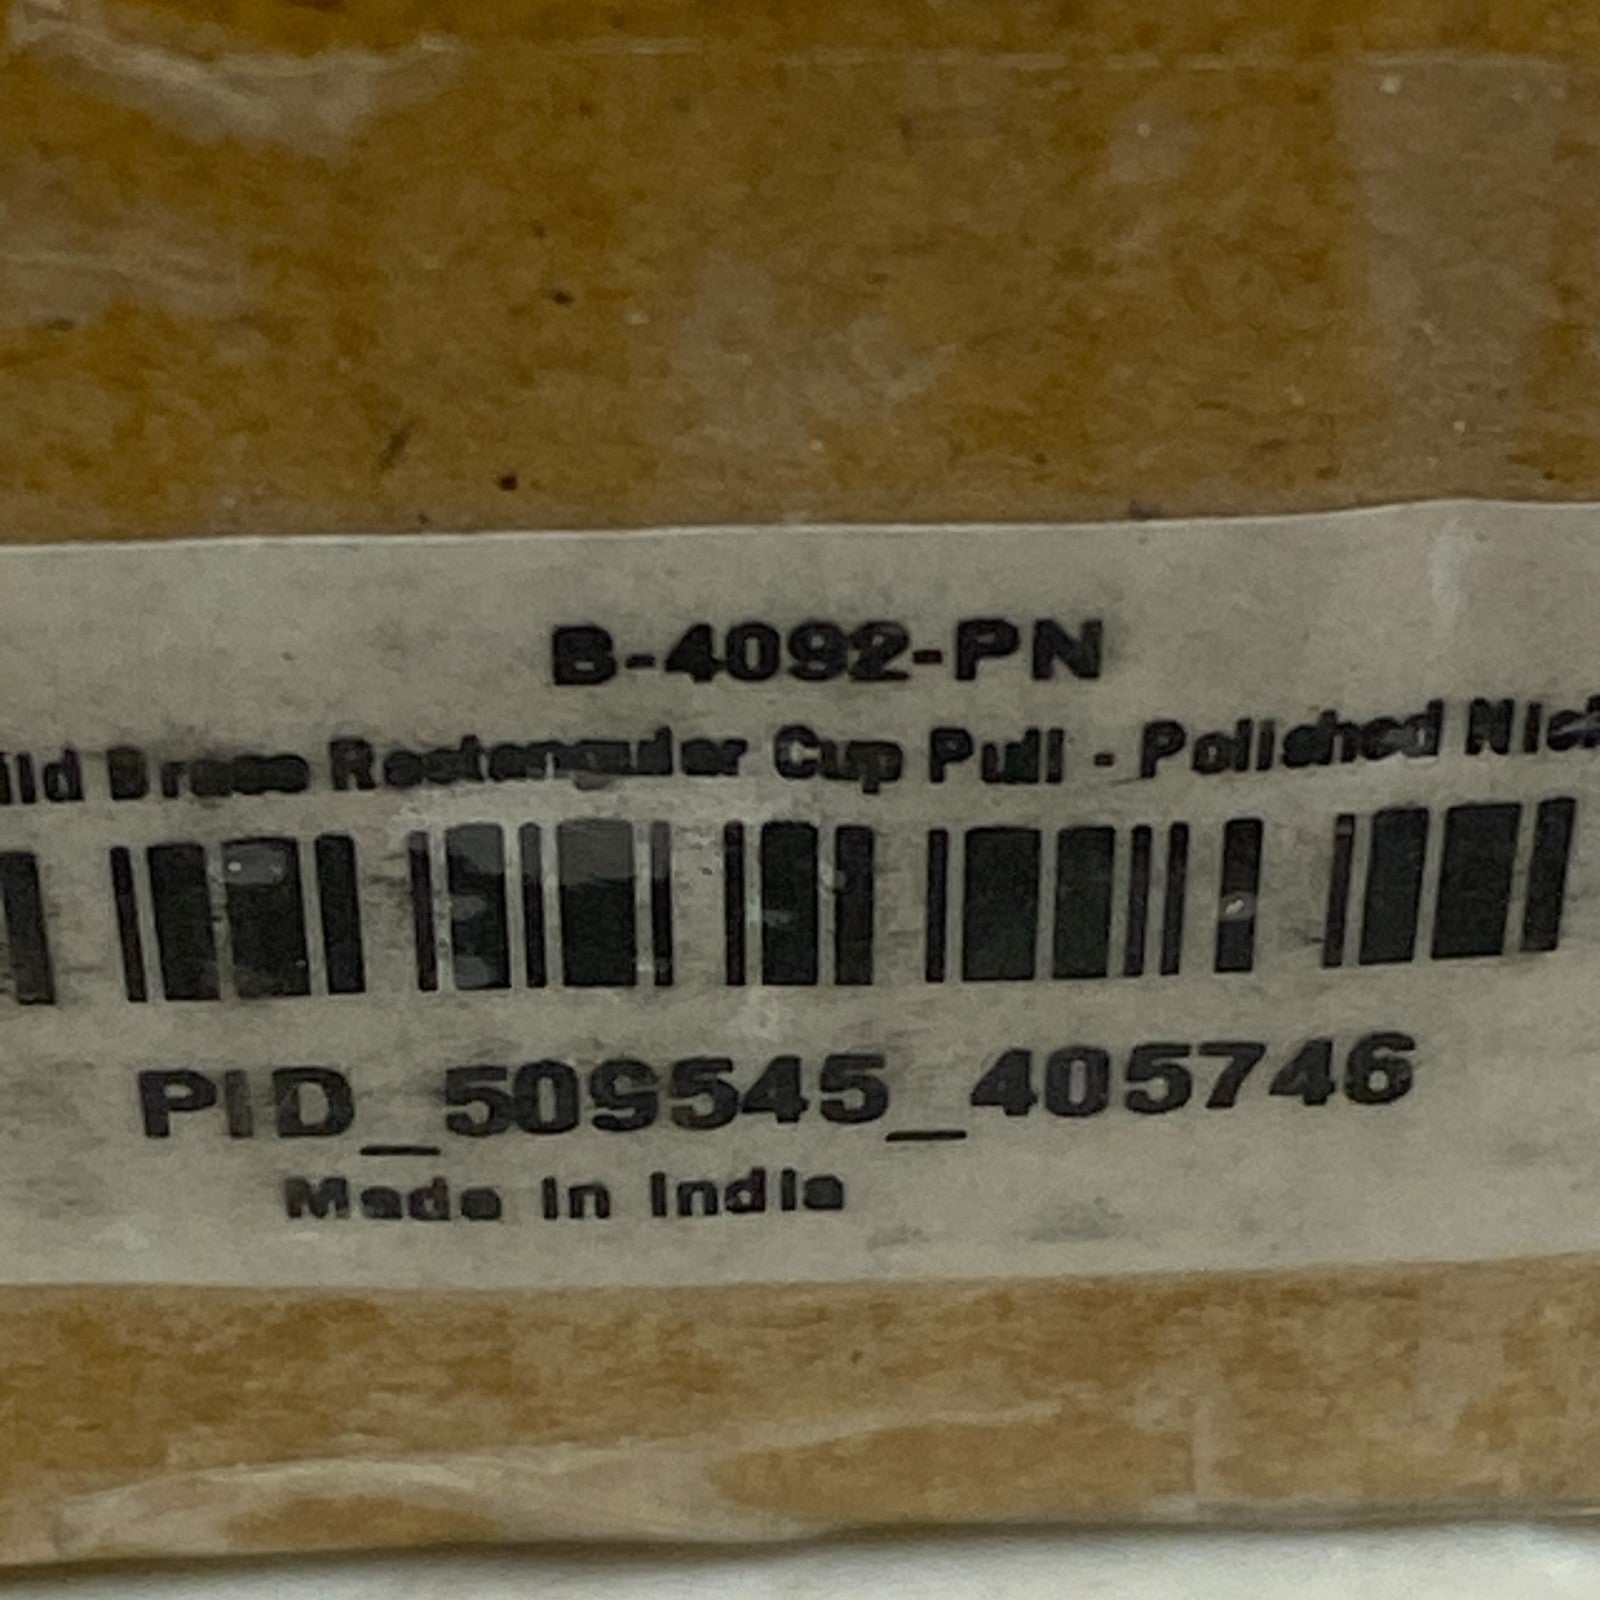 B-4092-PN
Brass Rectangular Cup Pull - Polished
PID_509545_405746
Made in India